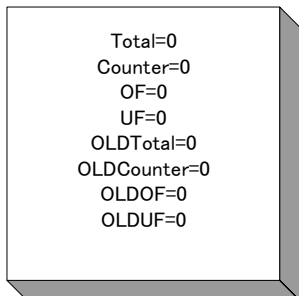 Total=0
Counter=0
OF=0
UF=0
OLDTotal=0
OLDCounter=0
OLDOF=0
OLDUF=0